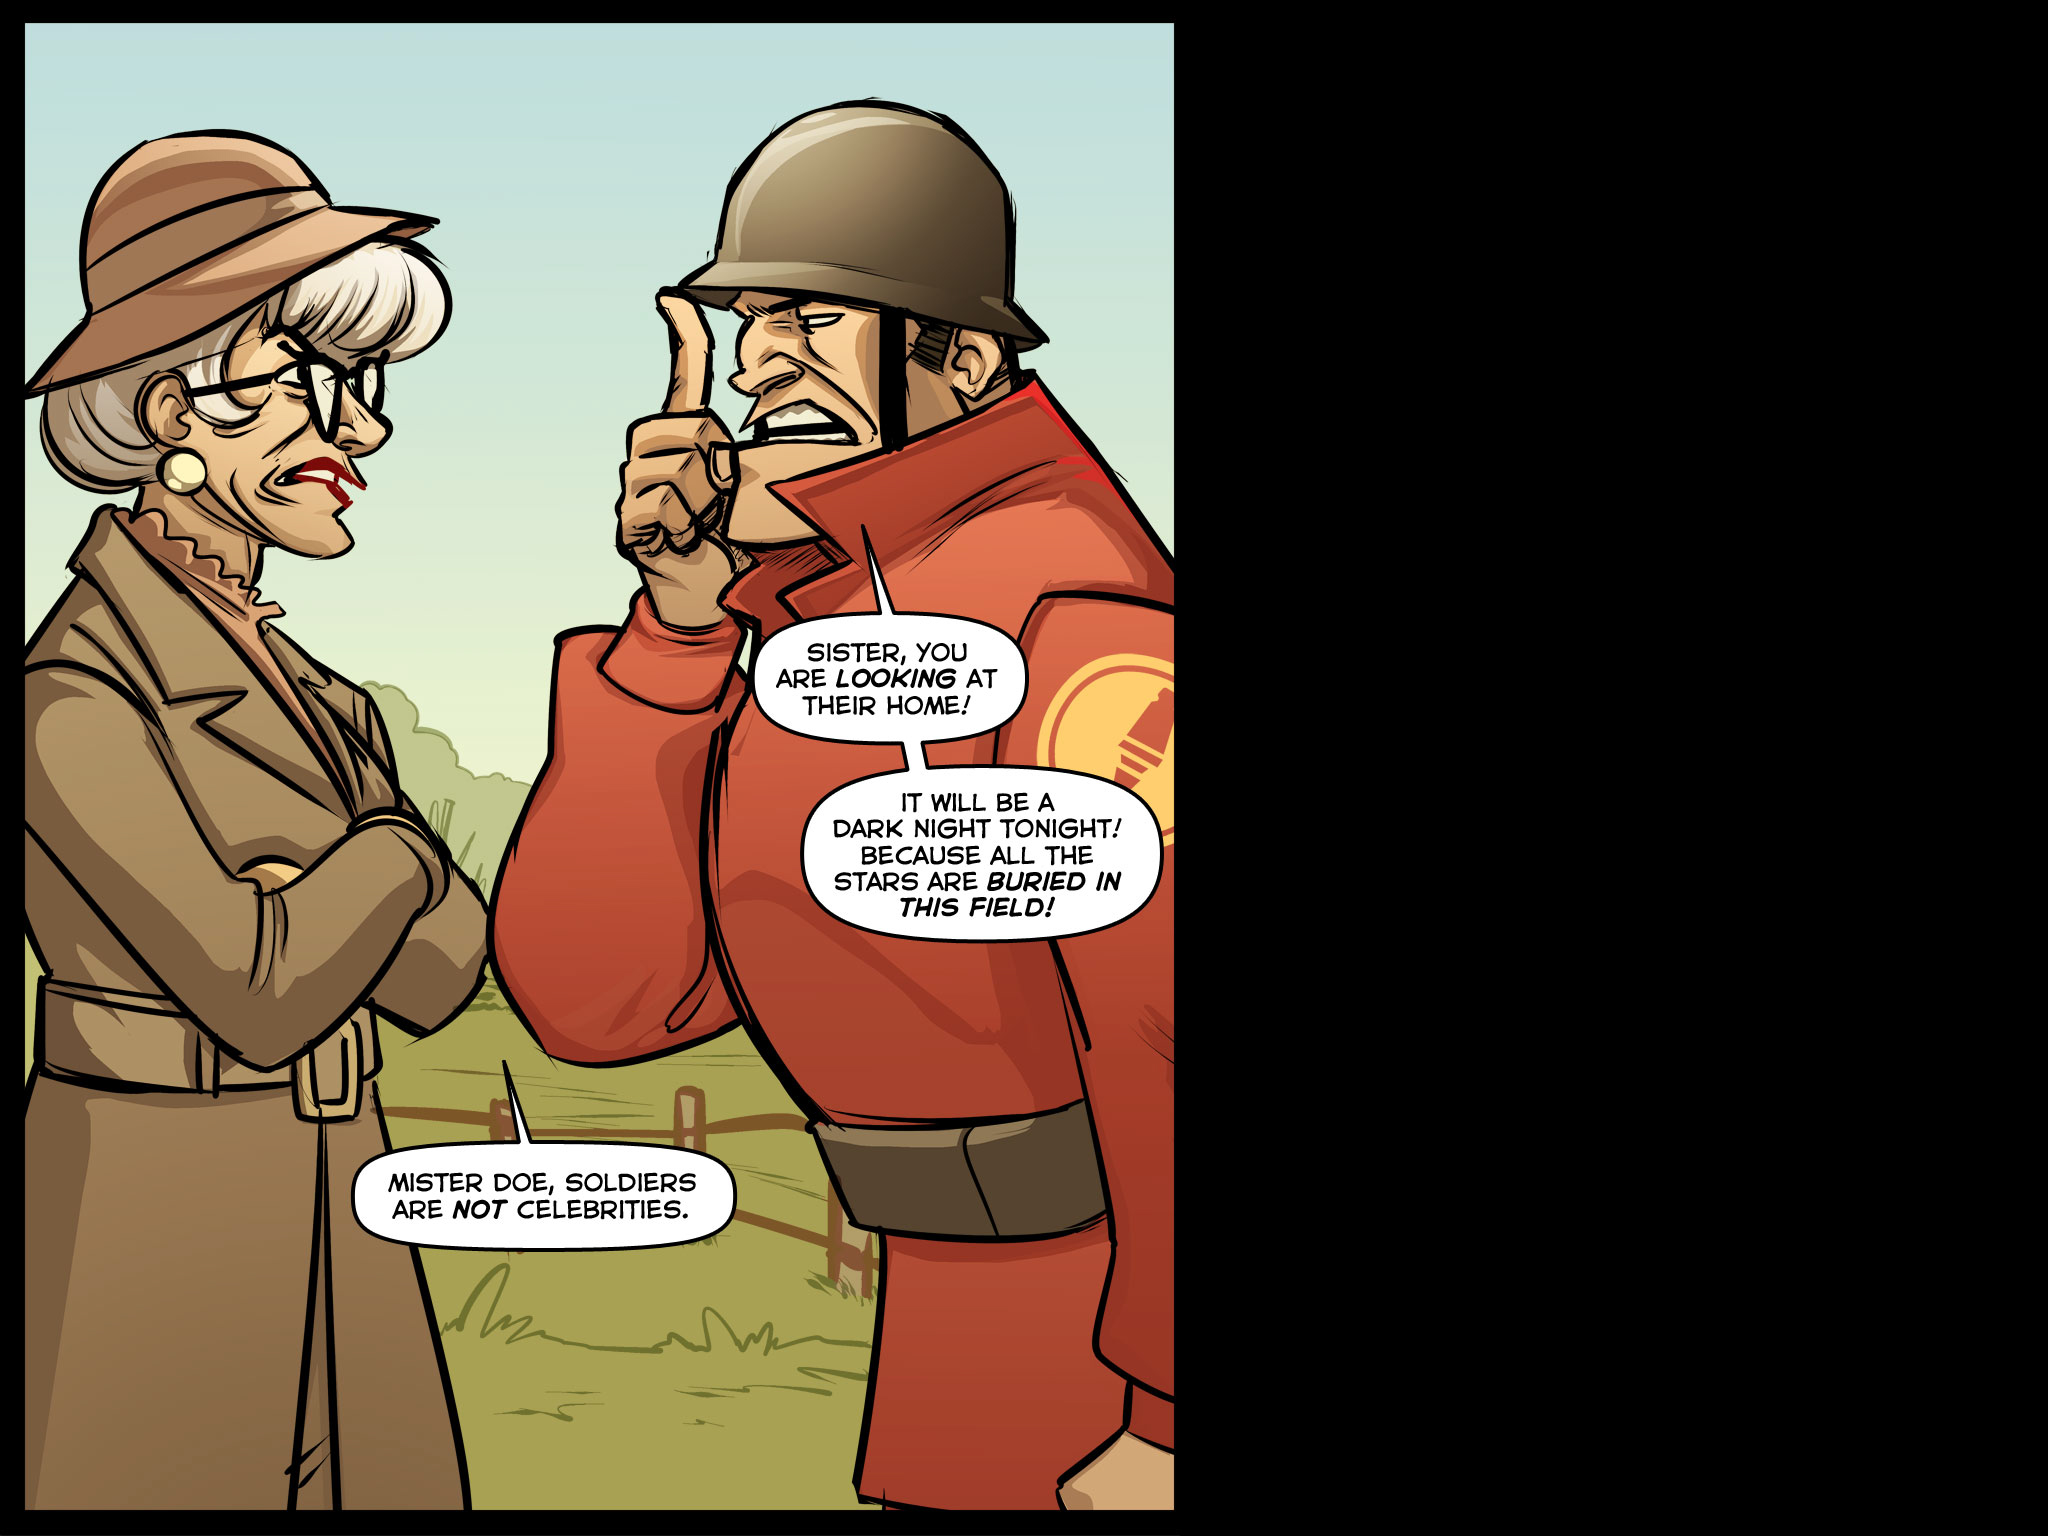 SISTER, YOU
ARE LOOKING AT
THEIR HOME!
IT WILL BE A
DARK NIGHT TONIGHT!
BECAUSE ALL THE
STARS ARE BURIED IN
THIS FIELD!
MISTER DOE, SOLDIERS
ARE NOT CELEBRITIES.